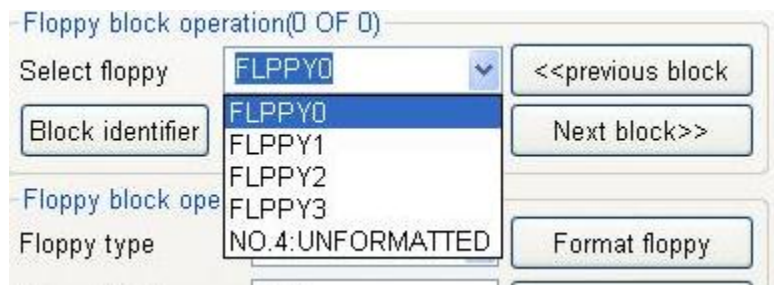 Floppy block operation(0 OF 0)
Select floppy FLPPY0 <<previous block
FLPPY0
Block identifier Next block>>
FLPPY1
FLPPY2
Floppy block ope
FLPPY3
Floppy type NO.4:UNFORMATTED Format floppy